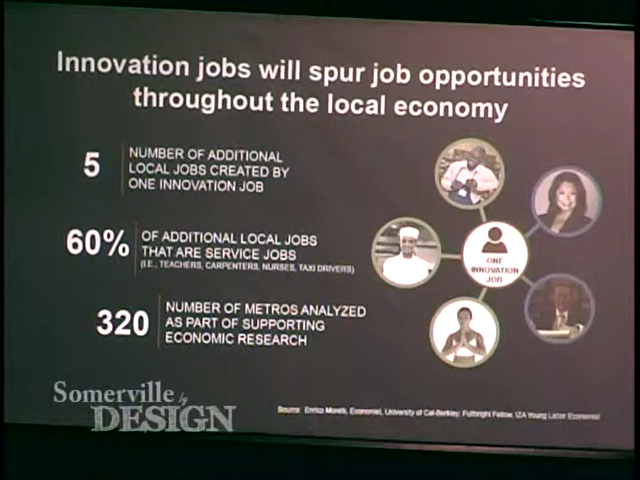 Innovation jobs will spur job opportunities
throughout the local economy
5
NUMBER OF ADDITIONAL
LOCAL JOBS CREATED BY
ONE INNOVATION JOB
60%
OF ADDITIONAL LOCAL JOBS
THAT ARE SERVICE JOBS
(I.E., TEACHERS, CARPENTERS, NURSES, TAXI DRIVERS)
320
NUMBER OF METROS ANALYZED
AS PART OF SUPPORTING
ECONOMIC RESEARCH
ONE
INNOVATION
JOB
Somerville by
DESIGN
Source: Enrico Moretti, Economist, University of Cal-Berkley; Fulbright Fellow, IZA Young Labor Economist